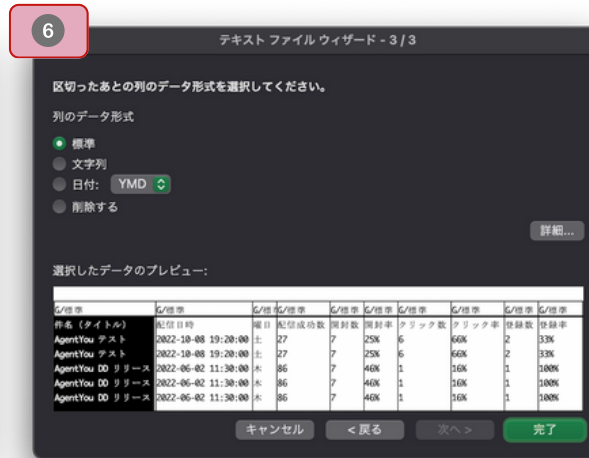 6
テキスト ファイル ウィザード - 3 / 3
区切ったあとの列のデータ形式を選択してください。
列のデータ形式
標準
文字列
日付: YMD
削除する
詳細...
選択したデータのプレビュー:
G/標準 G/標準 G/標 G/標準 G/標準 G/標準 G/標準 G/標準 G/標準 G/標準
件名（タイトル） 配信日時 曜日 配信成功数 開封数 開封率 クリック数 クリック率 登録数 登録率
AgentYou テスト 2022-10-08 19:20:00 土 27 7 25% 6 66% 2 33%
AgentYou テスト 2022-10-08 19:20:00 土 27 7 25% 6 66% 2 33%
AgentYou DD リリース 2022-06-02 11:30:00 木 86 7 46% 1 16% 1 100%
AgentYou DD リリース 2022-06-02 11:30:00 木 86 7 46% 1 16% 1 100%
AgentYou DD リリース 2022-06-02 11:30:00 木 86 7 46% 1 16% 1 100%
キャンセル < 戻る 次へ > 完了